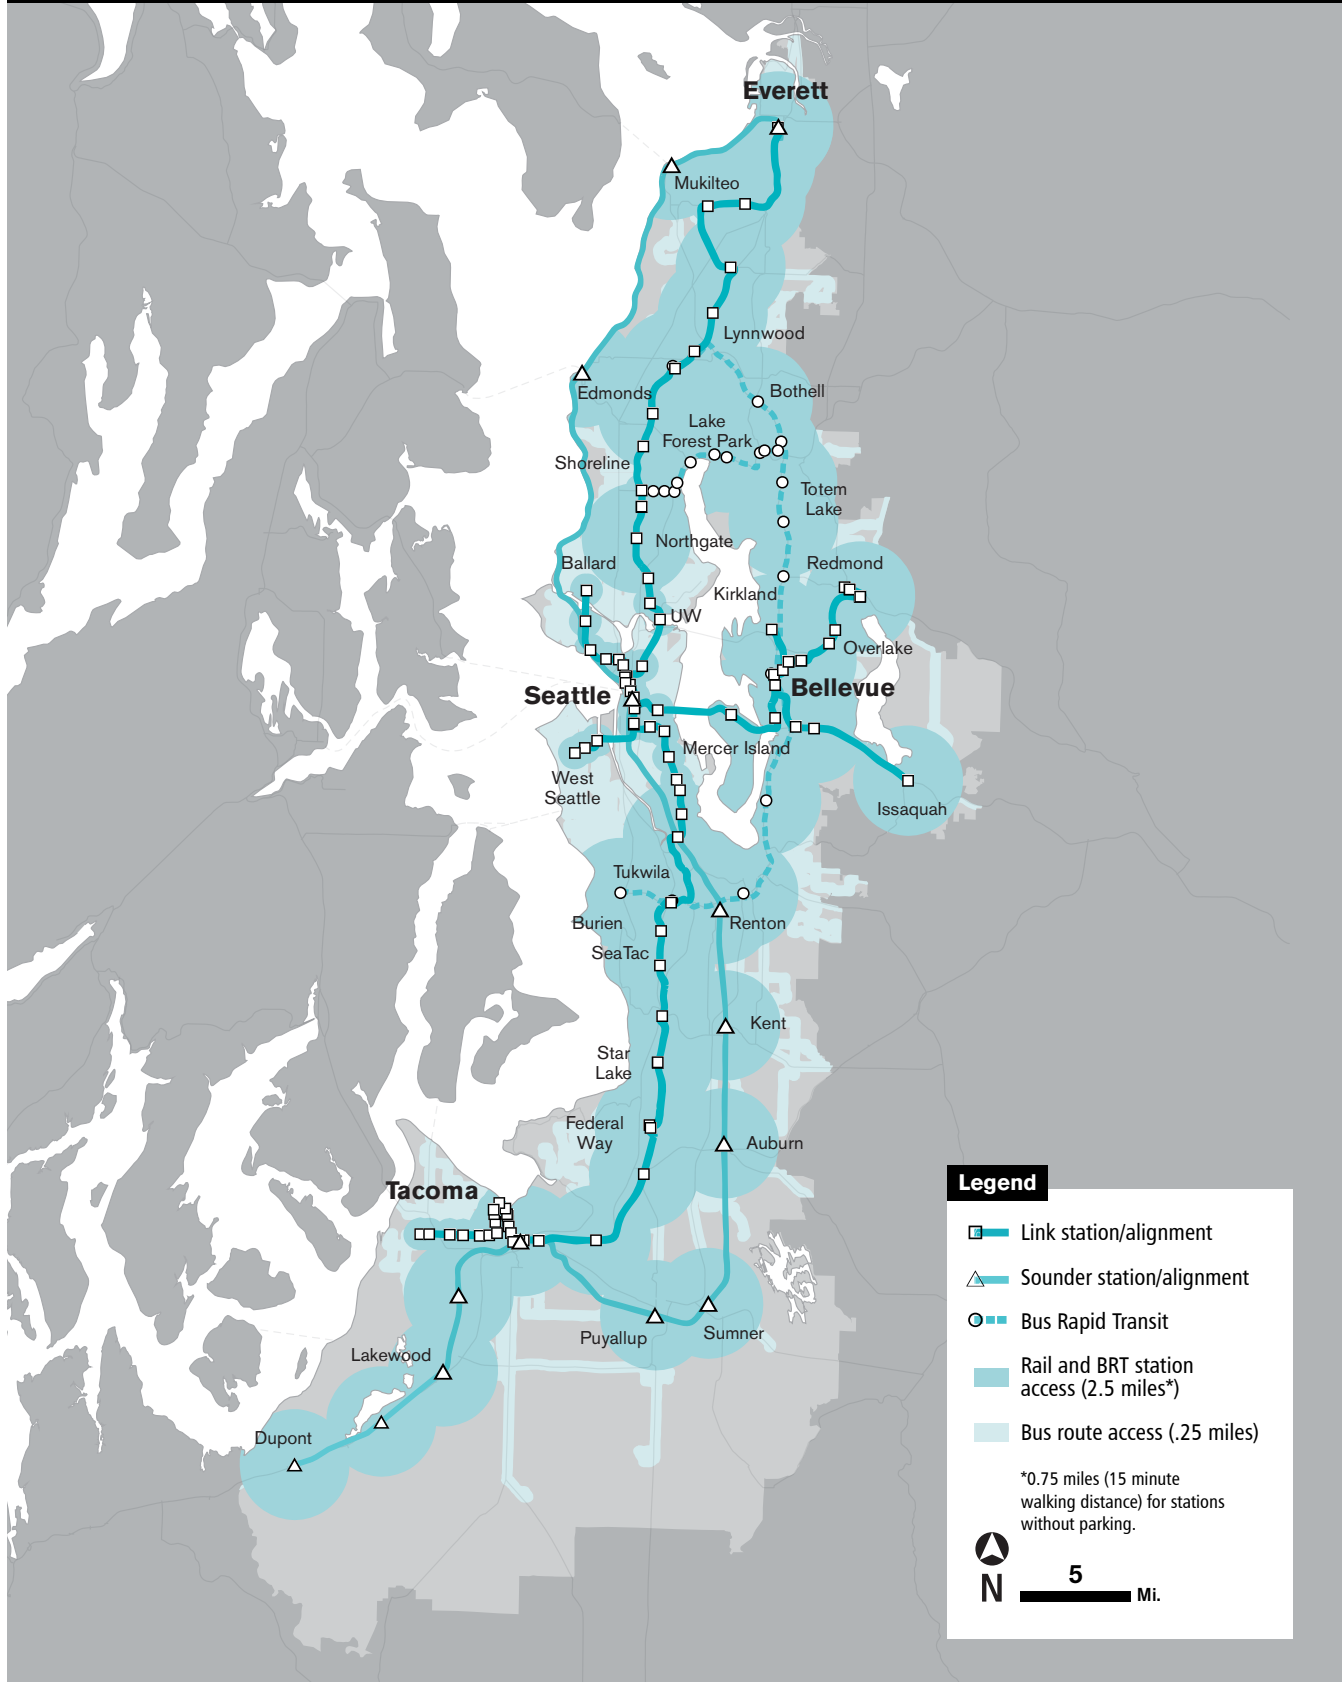 Everett
Mukilteo
Lynnwood
Edmonds
Bothell
Lake
Forest Park
Shoreline
Totem
Lake
Northgate
Ballard
Redmond
Kirkland
UW
Overlake
Seattle
Bellevue
Mercer Island
West
Seattle
Issaquah
Tukwila
Burien
Renton
SeaTac
Kent
Star
Lake
Federal
Way
Auburn
Tacoma
Puyallup
Sumner
Lakewood
Dupont
Legend
Link station/alignment
Sounder station/alignment
Bus Rapid Transit
Rail and BRT station
access (2.5 miles*)
Bus route access (.25 miles)
*0.75 miles (15 minute
walking distance) for stations
without parking.
N
5
Mi.